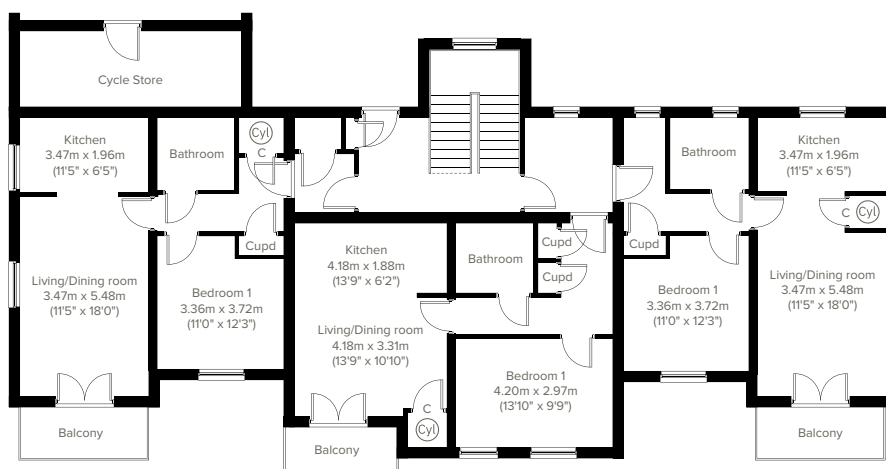 Cycle Store
Kitchen
3.47m x 1.96m
(11'5" x 6'5")
Bathroom
Cyl
C
Cupd
Living/Dining room
3.47m x 5.48m
(11'5" x 18'0")
Bedroom 1
3.36m x 3.72m
(11'0" x 12'3")
Balcony
Kitchen
4.18m x 1.88m
(13'9" x 6'2")
Living/Dining room
4.18m x 3.31m
(13'9" x 10'10")
C
Cyl
Balcony
Bathroom
Cupd
Cupd
Bedroom 1
4.20m x 2.97m
(13'10" x 9'9")
Bathroom
Cupd
Bedroom 1
3.36m x 3.72m
(11'0" x 12'3")
Kitchen
3.47m x 1.96m
(11'5" x 6'5")
C
Cyl
Living/Dining room
3.47m x 5.48m
(11'5" x 18'0")
Balcony